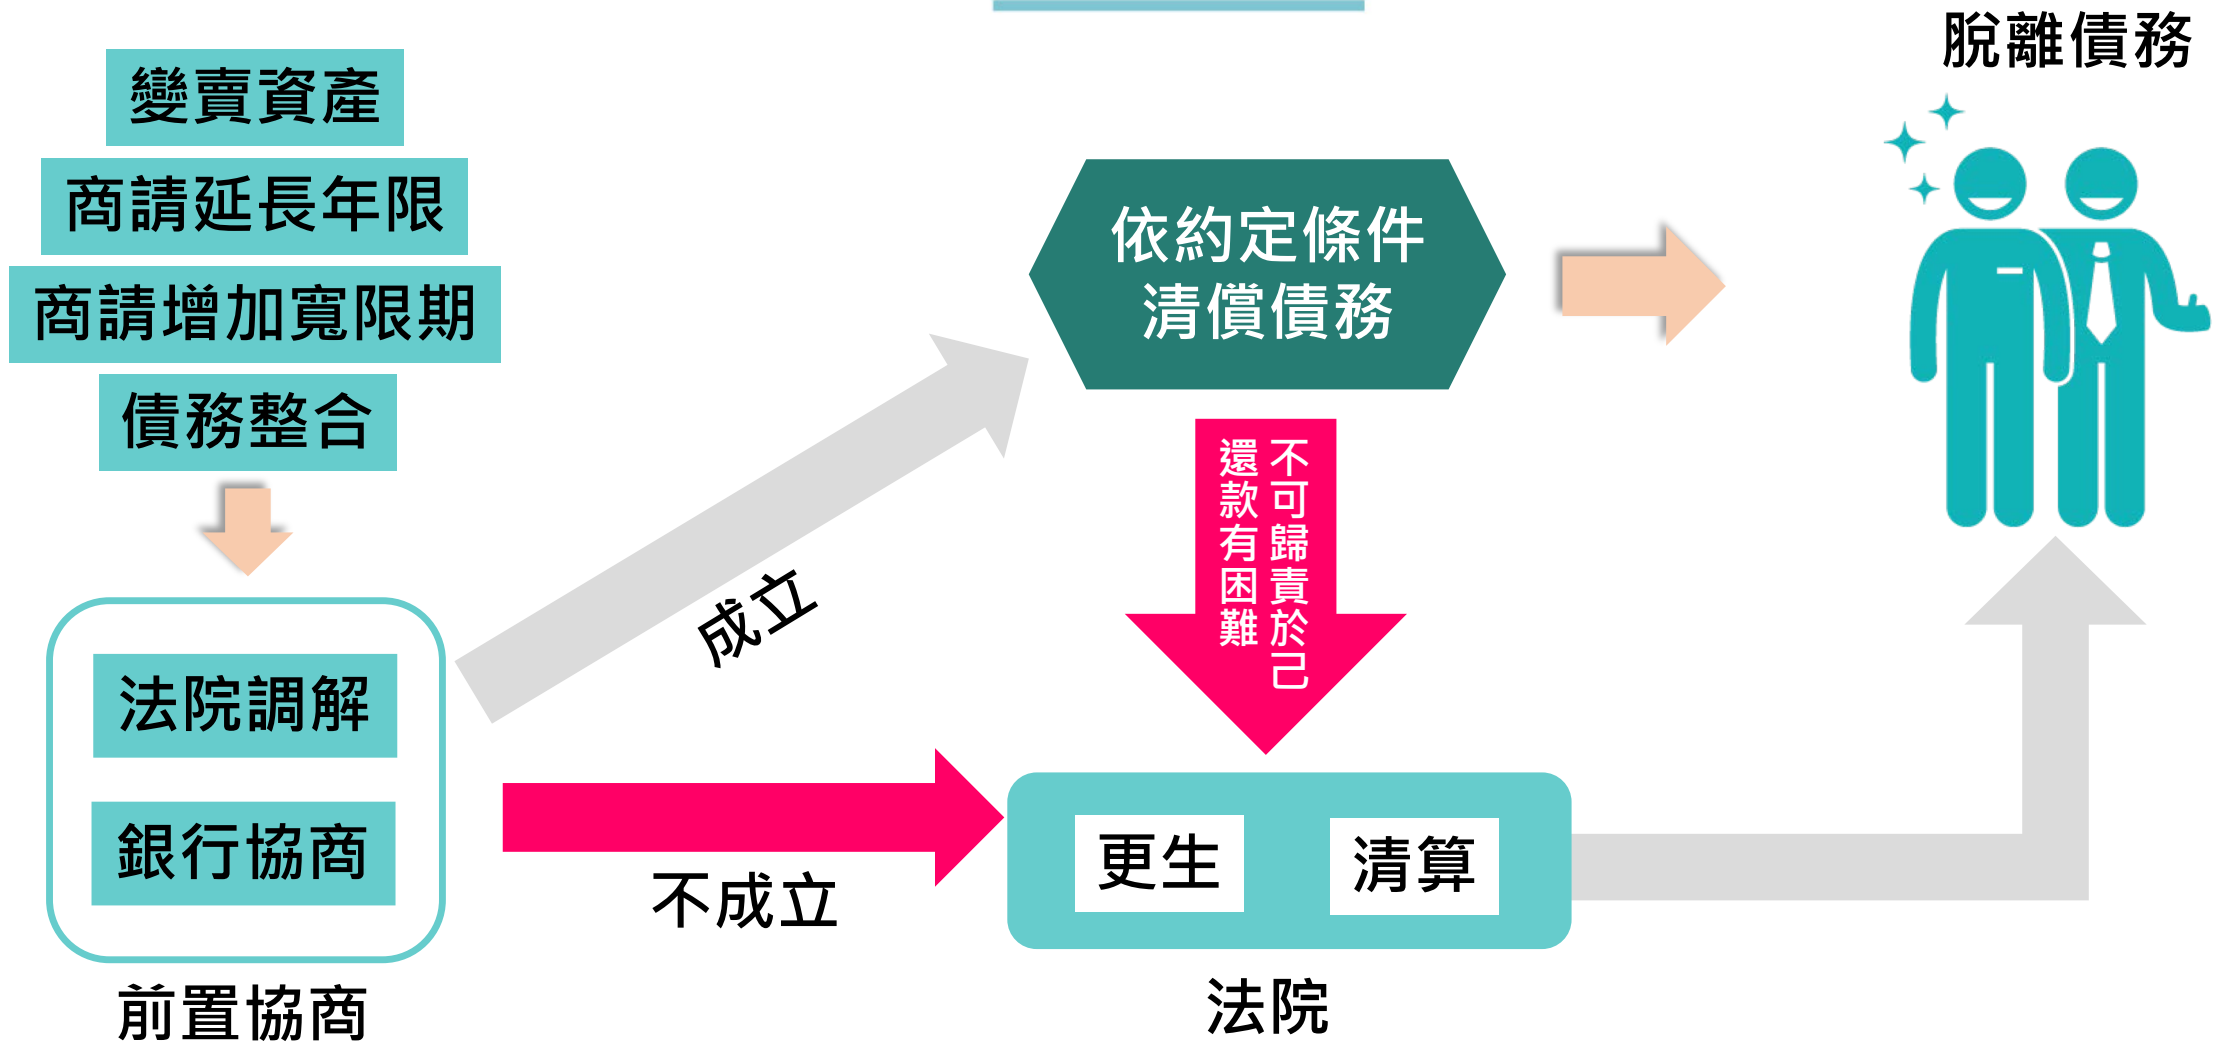 脫離債務
變賣資產
商請延長年限
商請增加寬限期
債務整合
依約定條件
清償債務
不可歸責於己
還款有困難
成立
法院調解
銀行協商
不成立
更生
清算
前置協商
法院